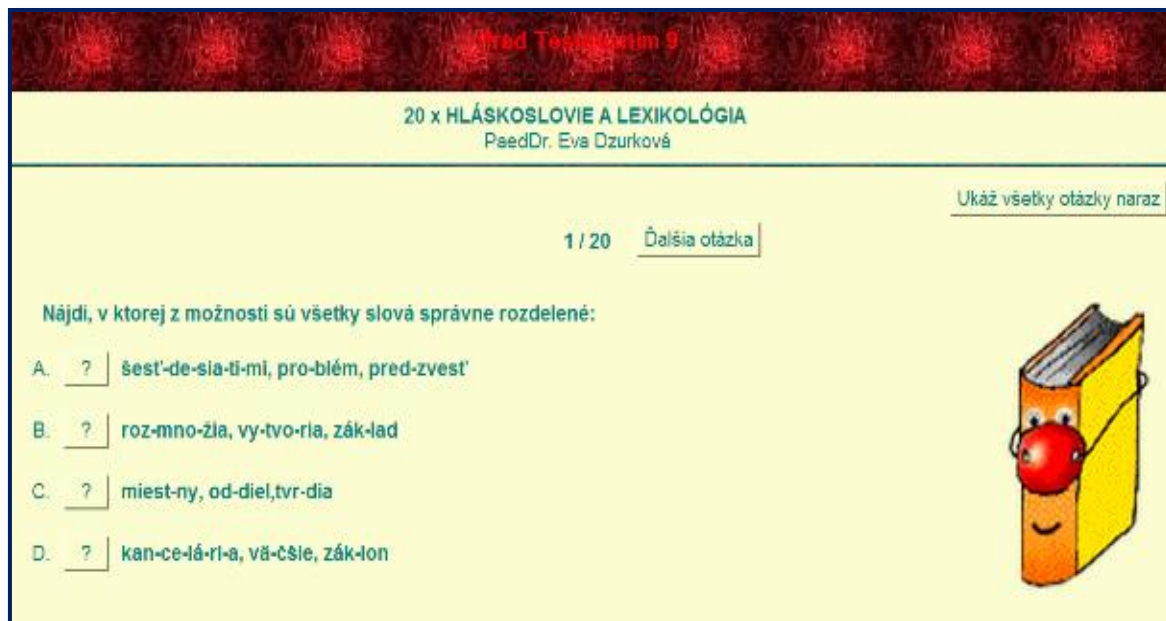 Pred Testovaním 9
20 x HLÁSKOSLOVIE A LEXIKOLÓGIA
PaedDr. Eva Dzurková
Ukáž všetky otázky naraz
1 / 20 Ďalšia otázka
Nájdi, v ktorej z možností sú všetky slová správne rozdelené:
A. ? šesť-de-sia-ti-mi, pro-blém, pred-zvesť
B. ? roz-mno-žia, vy-tvo-ria, zák-lad
C. ? miest-ny, od-diel,tvr-dia
D. ? kan-ce-lá-ri-a, vä-čšie, zák-lon